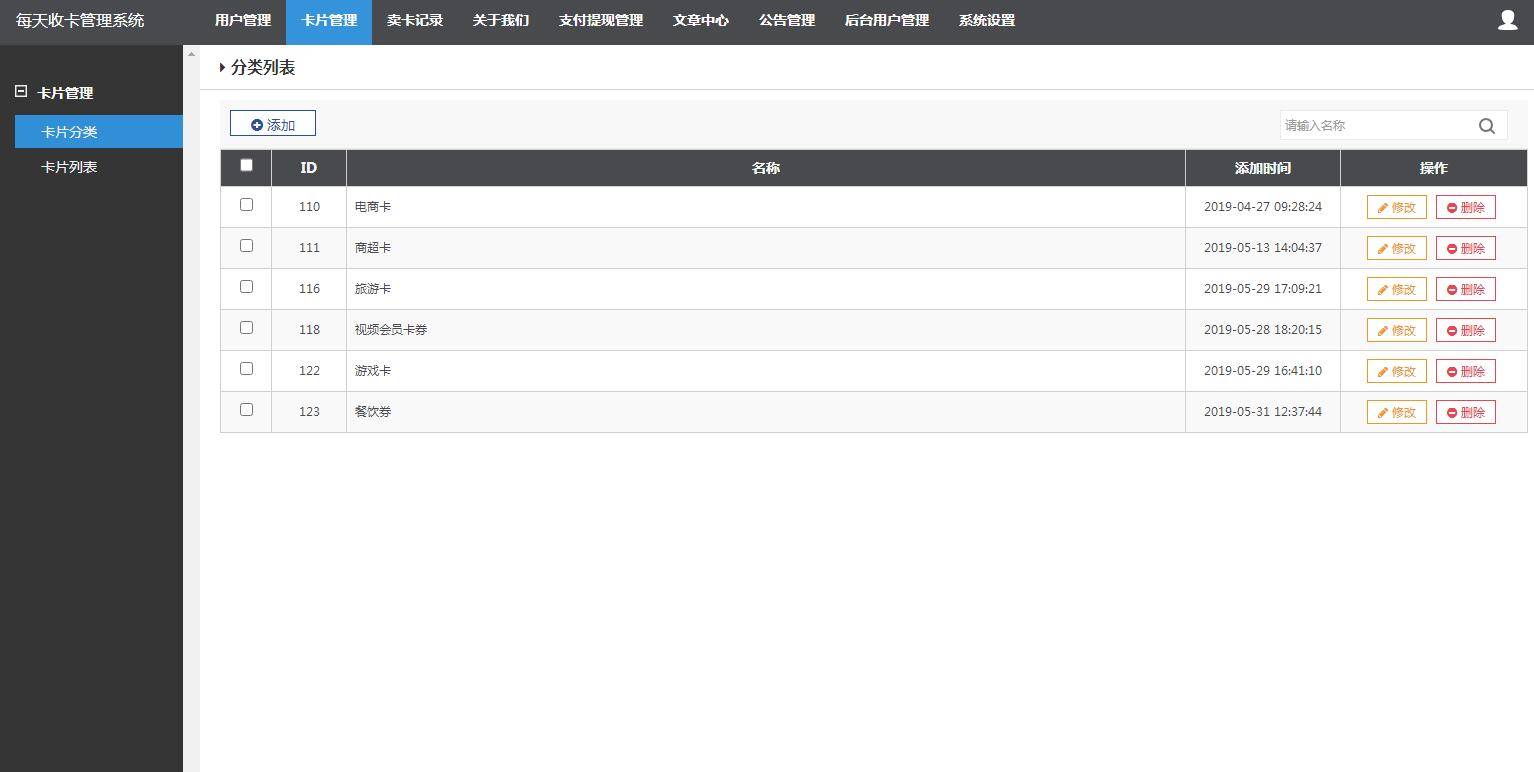 每天收卡管理系统 用户管理 卡片管理 卖卡记录 关于我们 支付提现管理 文章中心 公告管理 后台用户管理 系统设置
卡片管理
卡片分类
卡片列表
分类列表
添加 请输入名称
ID 名称 添加时间 操作
110 电商卡 2019-04-27 09:28:24 修改 删除
111 商超卡 2019-05-13 14:04:37 修改 删除
116 旅游卡 2019-05-29 17:09:21 修改 删除
118 视频会员卡券 2019-05-28 18:20:15 修改 删除
122 游戏卡 2019-05-29 16:41:10 修改 删除
123 餐饮券 2019-05-31 12:37:44 修改 删除